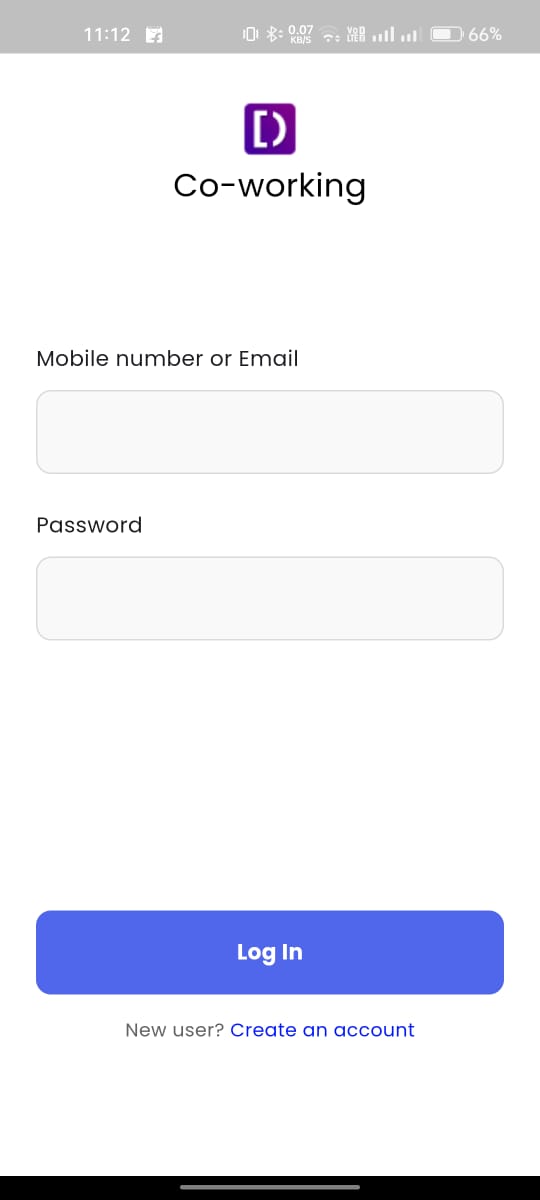 11:12 0.07 KB/S VoD LTE 66%
Co-working
Mobile number or Email
Password
Log In
New user? Create an account